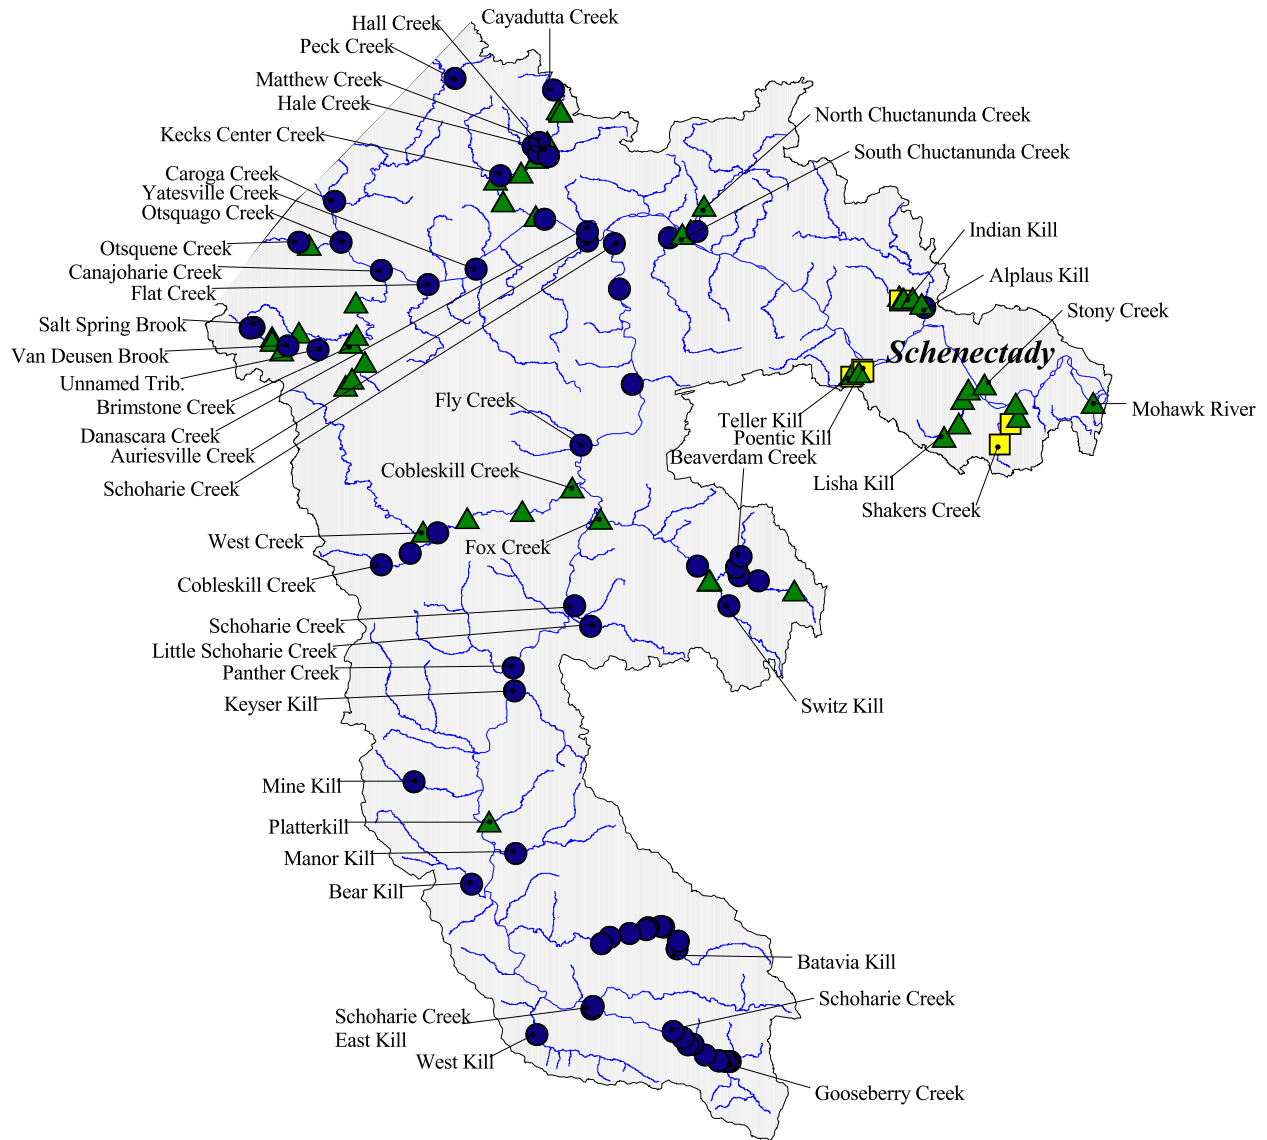 Hall Creek
Cayadutta Creek
Peck Creek
Matthew Creek
Hale Creek
North Chuctanunda Creek
Kecks Center Creek
South Chuctanunda Creek
Caroga Creek
Yatesville Creek
Otsquago Creek
Indian Kill
Otsquene Creek
Canajoharie Creek
Alplaus Kill
Flat Creek
Stony Creek
Salt Spring Brook
Schenectady
Van Deusen Brook
Unnamed Trib.
Brimstone Creek
Fly Creek
Mohawk River
Teller Kill
Danascara Creek
Poentic Kill
Auriesville Creek
Beaverdam Creek
Cobleskill Creek
Schoharie Creek
Lisha Kill
Shakers Creek
West Creek
Fox Creek
Cobleskill Creek
Schoharie Creek
Little Schoharie Creek
Panther Creek
Keyser Kill
Switz Kill
Mine Kill
Platterkill
Manor Kill
Bear Kill
Batavia Kill
Schoharie Creek
Schoharie Creek
East Kill
West Kill
Gooseberry Creek